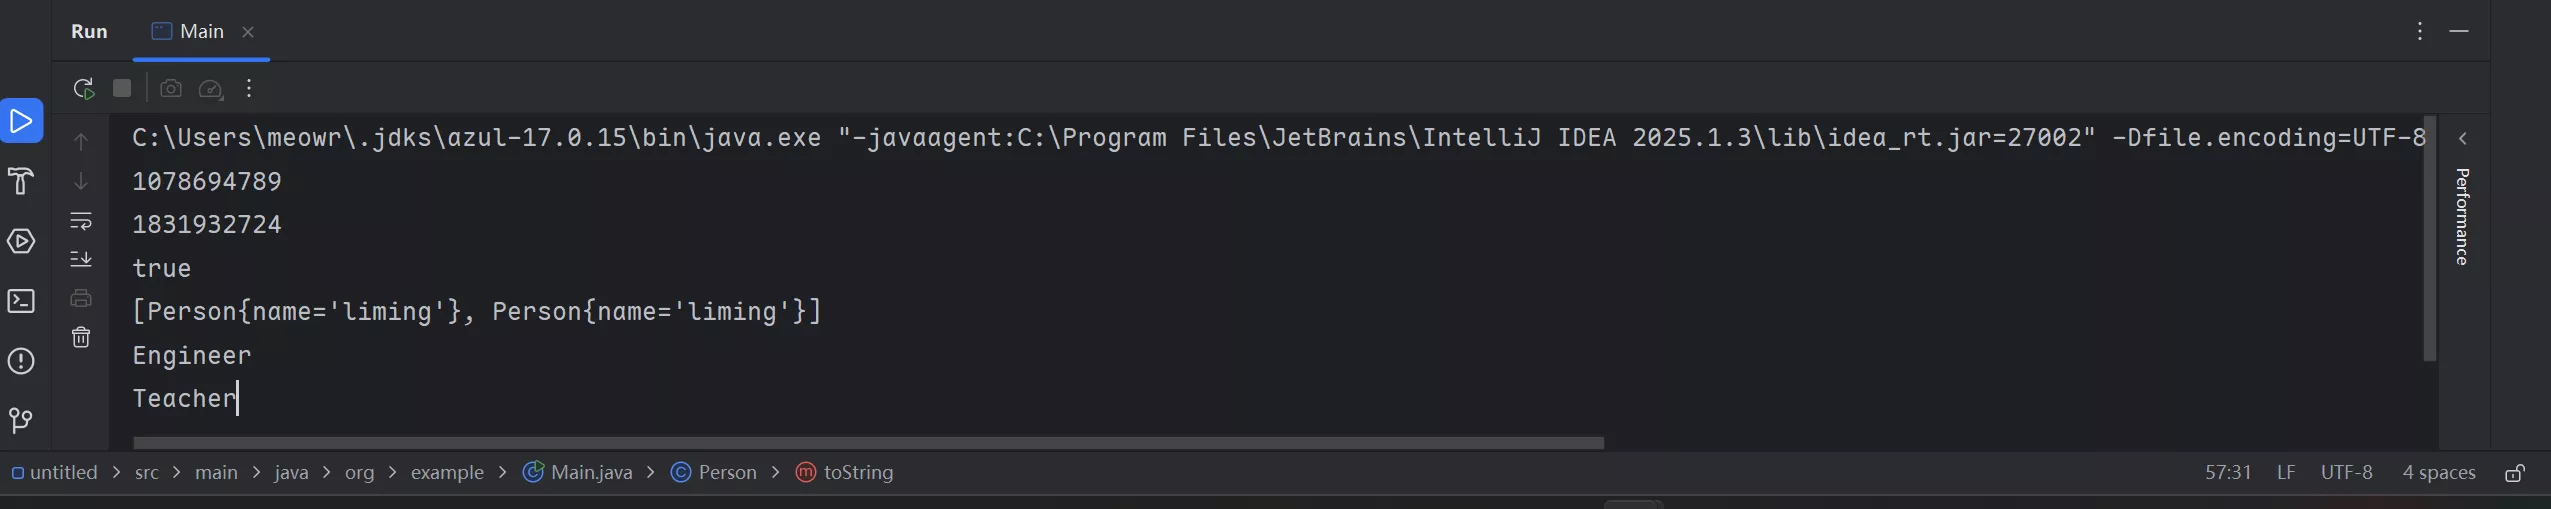 Run Main
C:\Users\meowr\.jdks\azul-17.0.15\bin\java.exe "-javaagent:C:\Program Files\JetBrains\IntelliJ IDEA 2025.1.3\lib\idea_rt.jar=27002" -Dfile.encoding=UTF-8
1078694789
1831932724
true
[Person{name='liming'}, Person{name='liming'}]
Engineer
Teacher
Performance
untitled > src > main > java > org > example > Main.java > Person > toString 57:31 LF UTF-8 4 spaces